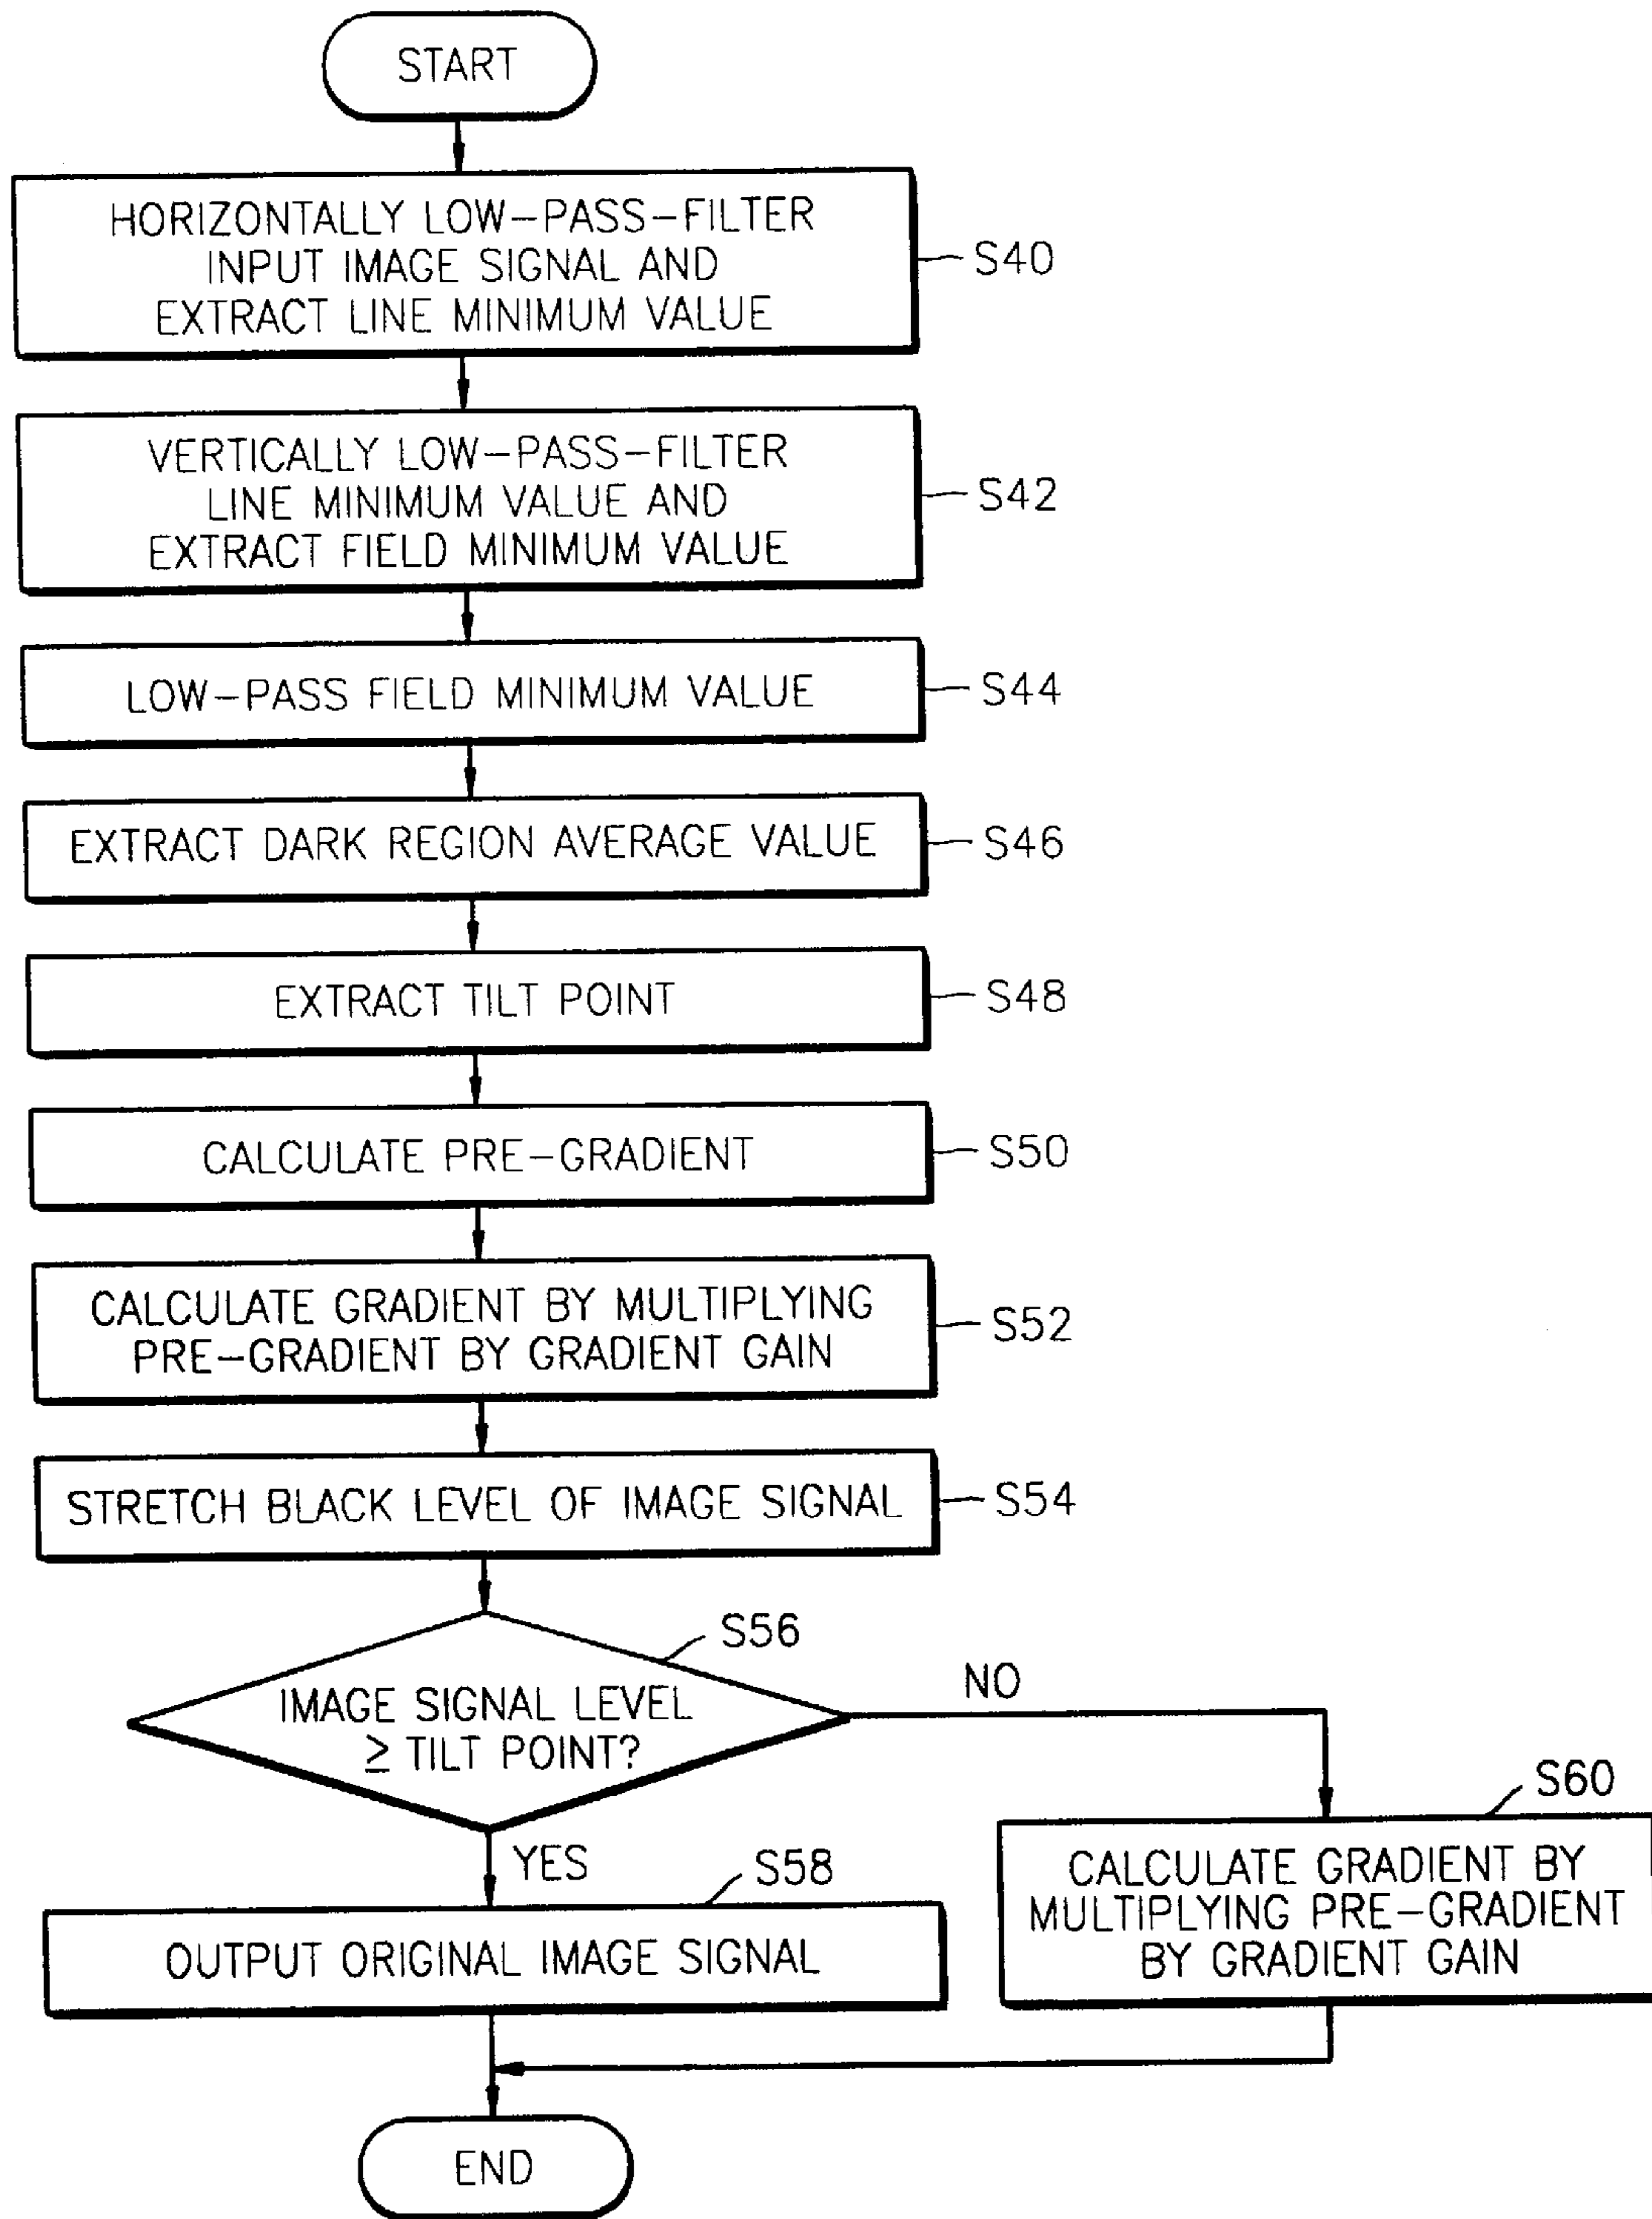 START
HORIZONTALLY LOW-PASS-FILTER
INPUT IMAGE SIGNAL AND
EXTRACT LINE MINIMUM VALUE
S40
VERTICALLY LOW-PASS-FILTER
LINE MINIMUM VALUE AND
EXTRACT FIELD MINIMUM VALUE
S42
LOW-PASS FIELD MINIMUM VALUE
S44
EXTRACT DARK REGION AVERAGE VALUE
S46
EXTRACT TILT POINT
S48
CALCULATE PRE-GRADIENT
S50
CALCULATE GRADIENT BY MULTIPLYING
PRE-GRADIENT BY GRADIENT GAIN
S52
STRETCH BLACK LEVEL OF IMAGE SIGNAL
S54
S56
IMAGE SIGNAL LEVEL
≥ TILT POINT?
NO
YES
S58
OUTPUT ORIGINAL IMAGE SIGNAL
S60
CALCULATE GRADIENT BY
MULTIPLYING PRE-GRADIENT
BY GRADIENT GAIN
END